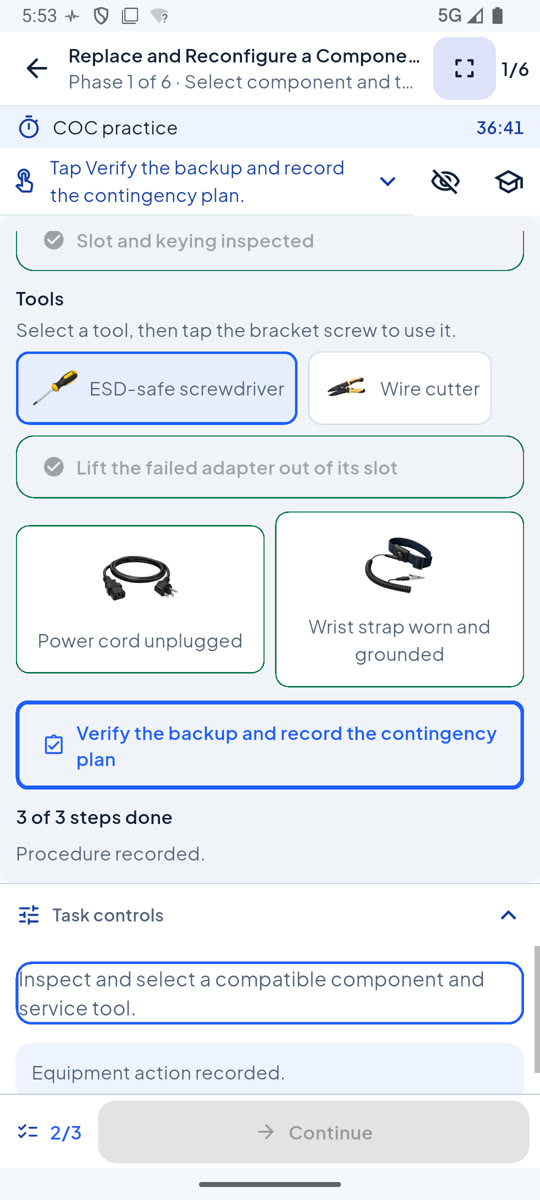 5:53
5G
Replace and Reconfigure a Compone...
Phase 1 of 6 · Select component and t...
1/6
COC practice
36:41
Tap Verify the backup and record
the contingency plan.
Slot and keying inspected
Tools
Select a tool, then tap the bracket screw to use it.
ESD-safe screwdriver
Wire cutter
Lift the failed adapter out of its slot
Power cord unplugged
Wrist strap worn and
grounded
Verify the backup and record the contingency
plan
3 of 3 steps done
Procedure recorded.
Task controls
Inspect and select a compatible component and
service tool.
Equipment action recorded.
2/3
Continue